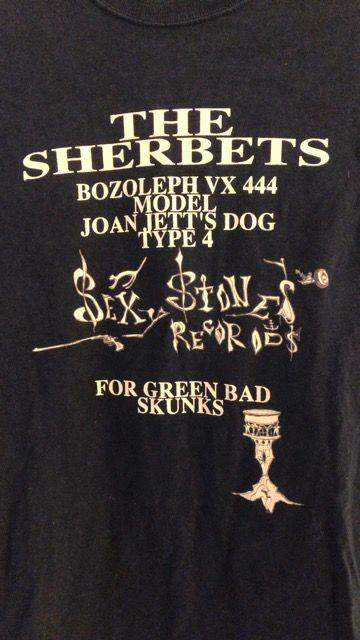 THE
SHERBETS
BOZOLEPH VX 444
MODEL
JOAN JETT'S DOG
TYPE 4
SEXY STONES
RECORDS
FOR GREEN BAD
SKUNKS